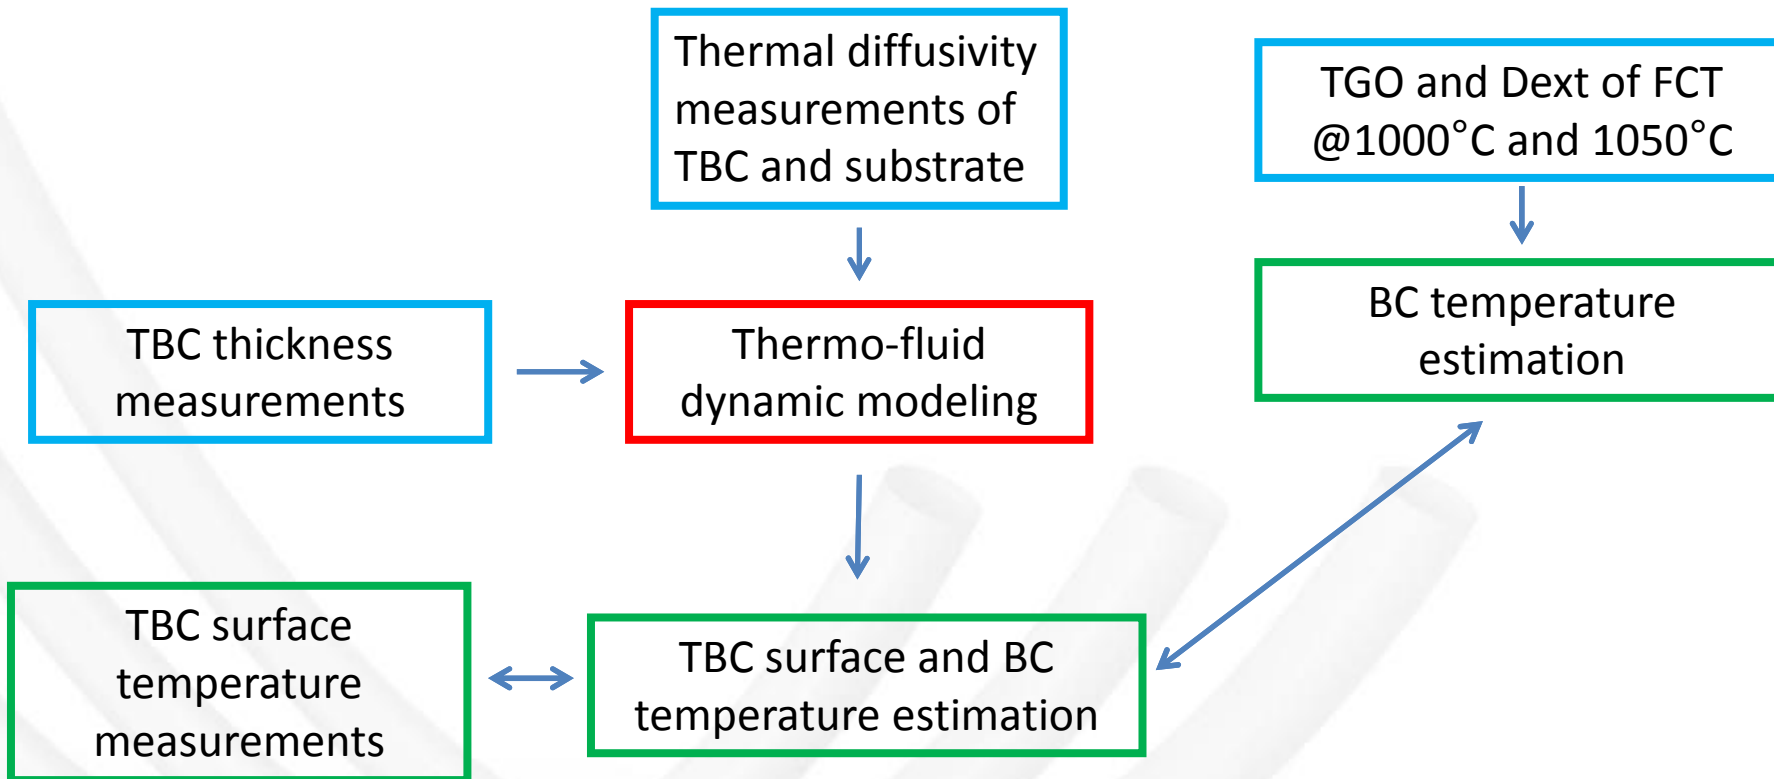 Thermal diffusivity
measurements of
TBC and substrate
TGO and Dext of FCT
@1000°C and 1050°C
TBC thickness
measurements
Thermo-fluid
dynamic modeling
BC temperature
estimation
TBC surface
temperature
measurements
TBC surface and BC
temperature estimation